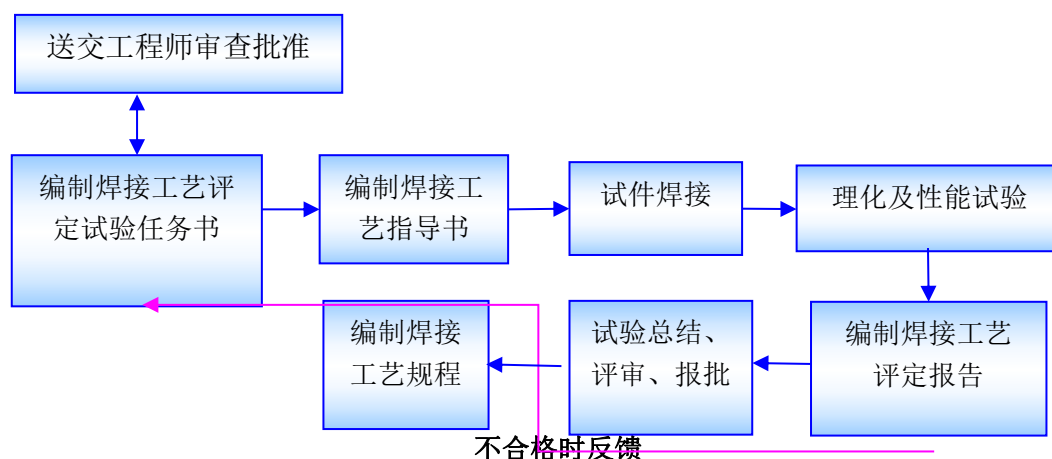 送交工程师审查批准
编制焊接工艺评
定试验任务书
编制焊接工
艺指导书
试件焊接
理化及性能试验
编制焊接
工艺规程
试验总结、
评审、报批
编制焊接工艺
评定报告
不合格时反馈